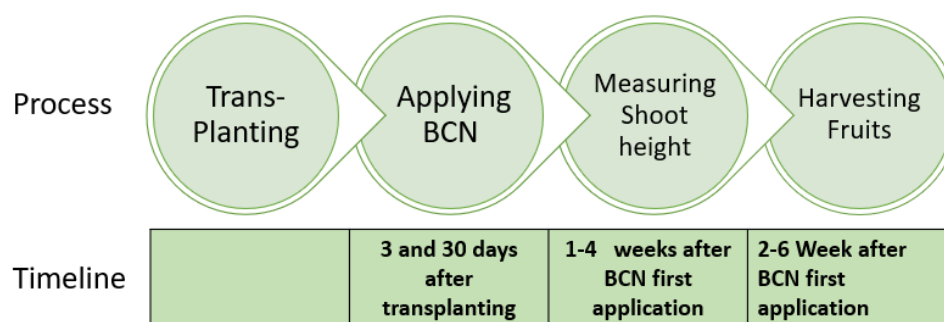 Process
Trans-
Planting
Applying
BCN
Measuring
Shoot
height
Harvesting
Fruits
Timeline
3 and 30 days
after
transplanting
1-4 weeks after
BCN first
application
2-6 Week after
BCN first
application